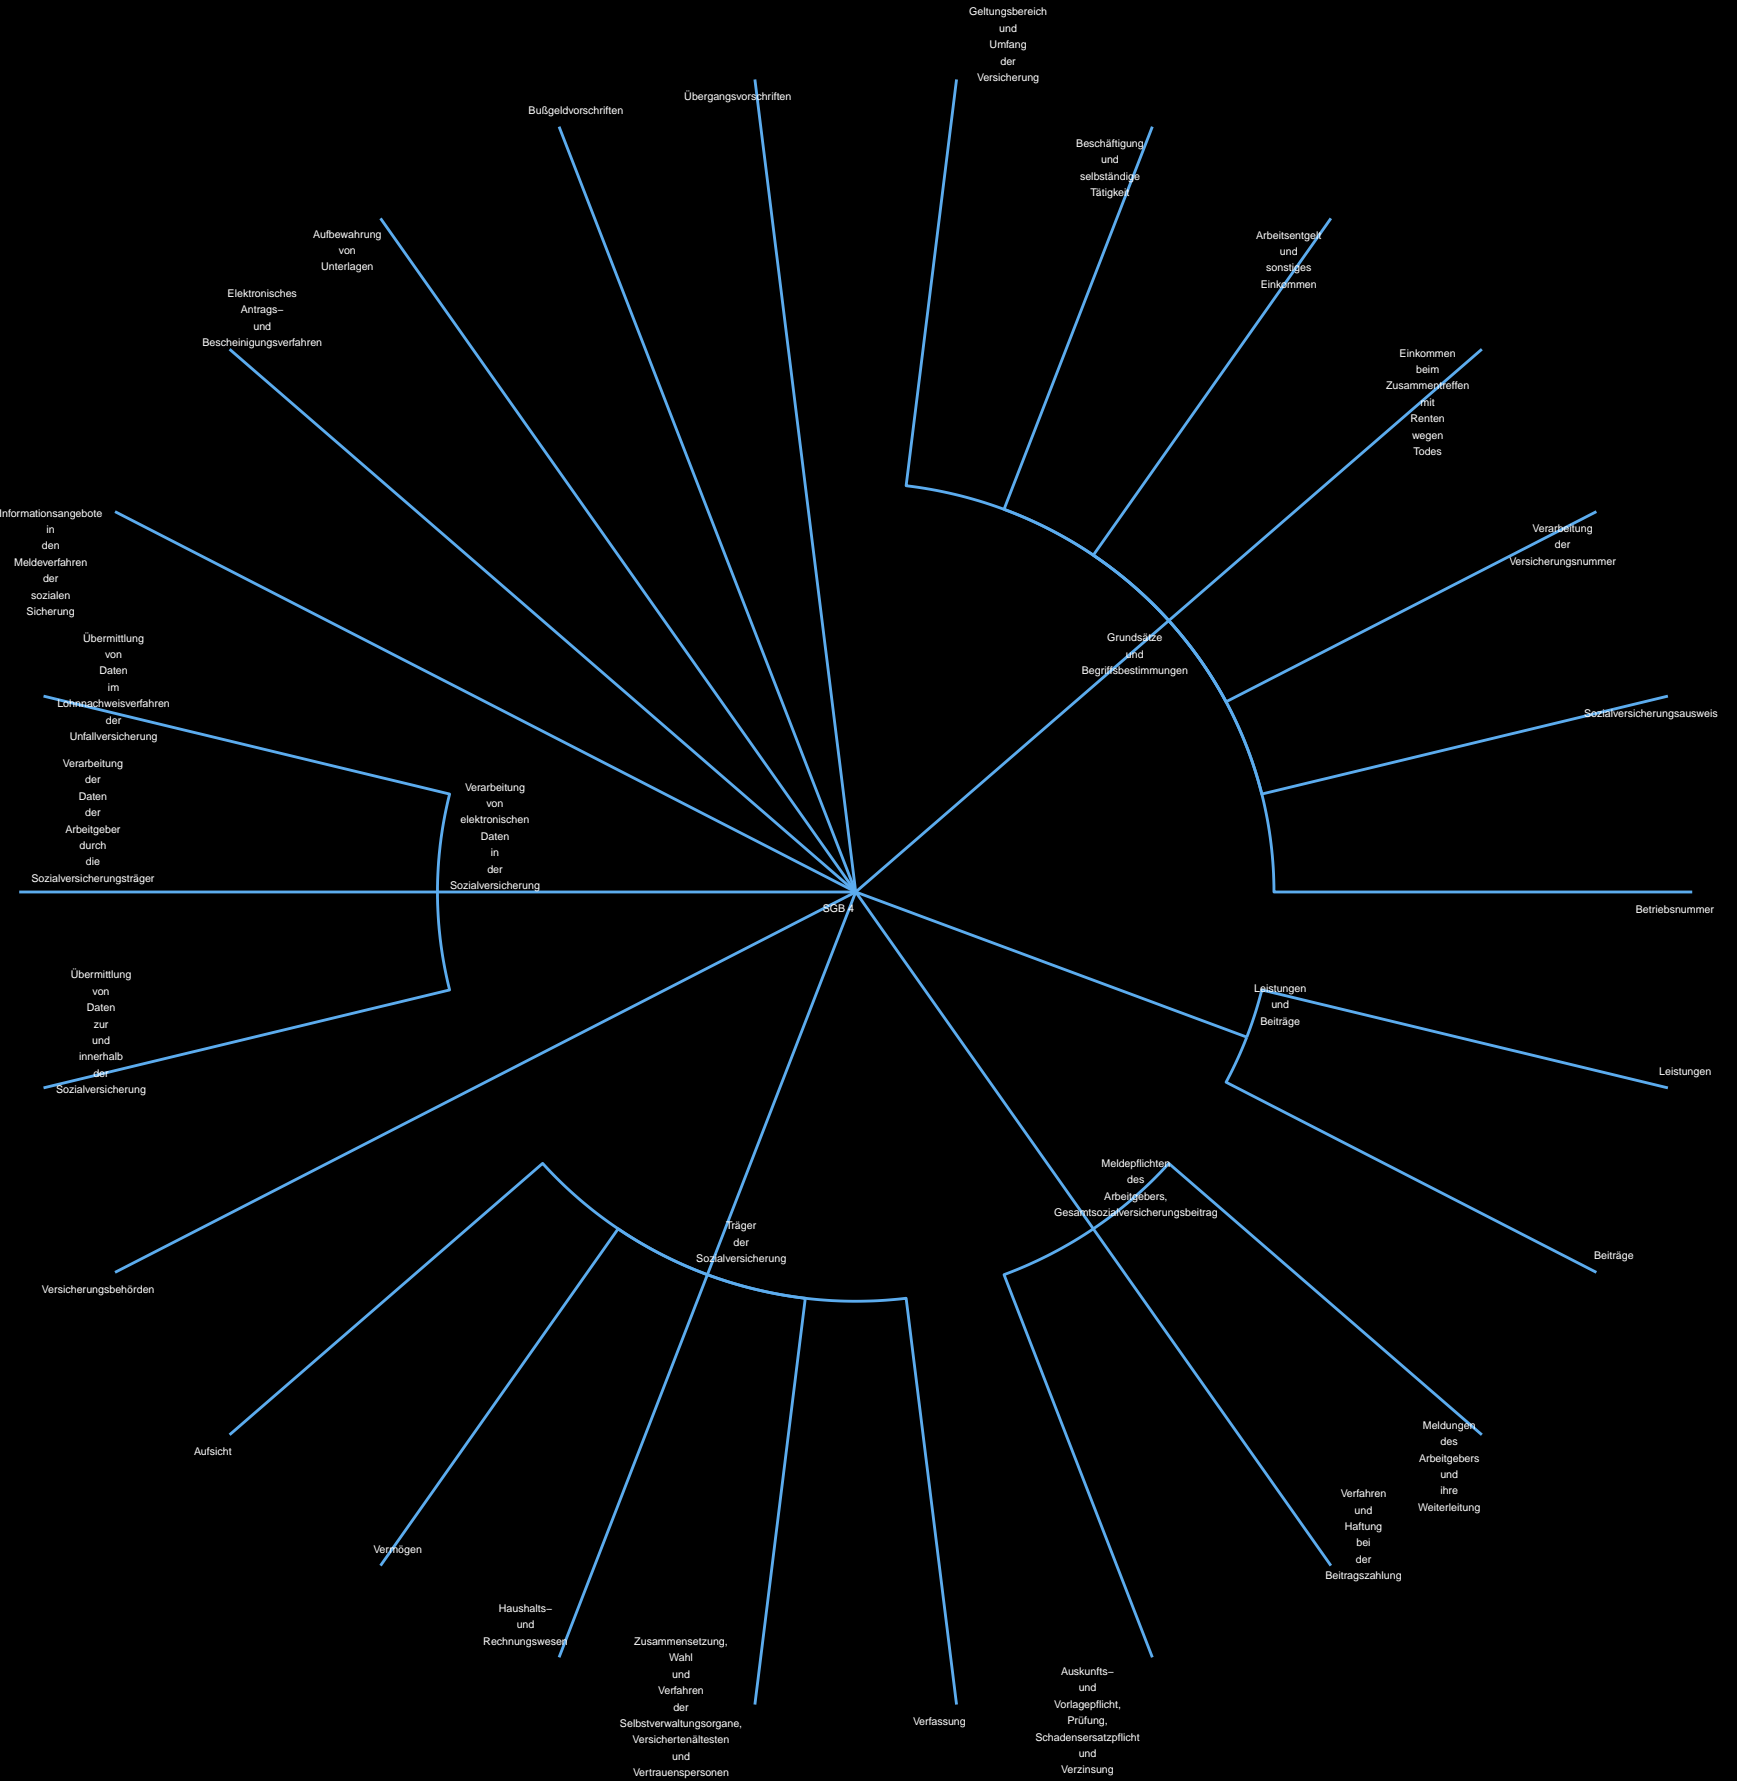 Geltungsbereich
und
Umfang
der
Versicherung
Übergangsvorschriften
Bußgeldvorschriften
Beschäftigung
und
selbständige
Tätigkeit
Aufbewahrung
von
Unterlagen
Arbeitsentgelt
und
sonstiges
Einkommen
Elektronisches
Antrags–
und
Bescheinigungsverfahren
Einkommen
beim
Zusammentreffen
mit
Renten
wegen
Todes
Informationsangebote
in
den
Meldeverfahren
der
sozialen
Sicherung
Verarbeitung
der
Versicherungsnummer
Übermittlung
von
Daten
im
Lohnnachweisverfahren
der
Unfallversicherung
Grundsätze
und
Begriffsbestimmungen
Sozialversicherungsausweis
Verarbeitung
der
Daten
der
Arbeitgeber
durch
die
Sozialversicherungsträger
Verarbeitung
von
elektronischen
Daten
in
der
Sozialversicherung
SGB 4
Betriebsnummer
Übermittlung
von
Daten
zur
und
innerhalb
der
Sozialversicherung
Leistungen
und
Beiträge
Leistungen
Meldepflichten
des
Arbeitgebers,
Gesamtsozialversicherungsbeitrag
Träger
der
Sozialversicherung
Beiträge
Versicherungsbehörden
Aufsicht
Meldungen
des
Arbeitgebers
und
ihre
Weiterleitung
Verfahren
und
Haftung
bei
der
Beitragszahlung
Vermögen
Haushalts–
und
Rechnungswesen
Zusammensetzung,
Wahl
und
Verfahren
der
Selbstverwaltungsorgane,
Versichertenältesten
und
Vertrauenspersonen
Verfassung
Auskunfts–
und
Vorlagepflicht,
Prüfung,
Schadensersatzpflicht
und
Verzinsung